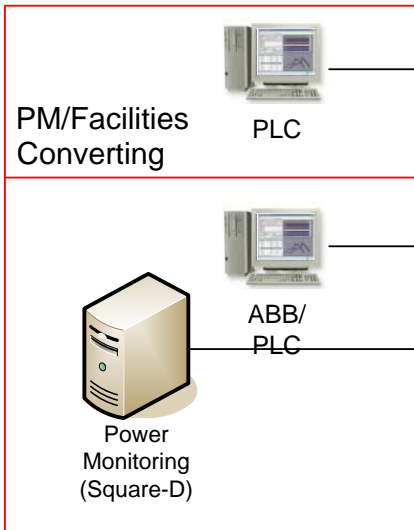 PM/Facilities
Converting
PLC
ABB/
PLC
Power
Monitoring
(Square-D)